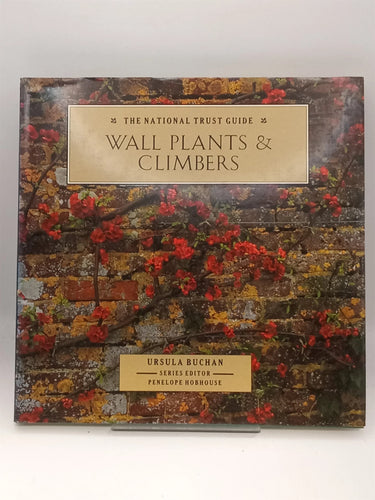 THE NATIONAL TRUST GUIDE
WALL PLANTS &
CLIMBERS
URSULA BUCHAN
SERIES EDITOR
PENELOPE HOBHOUSE